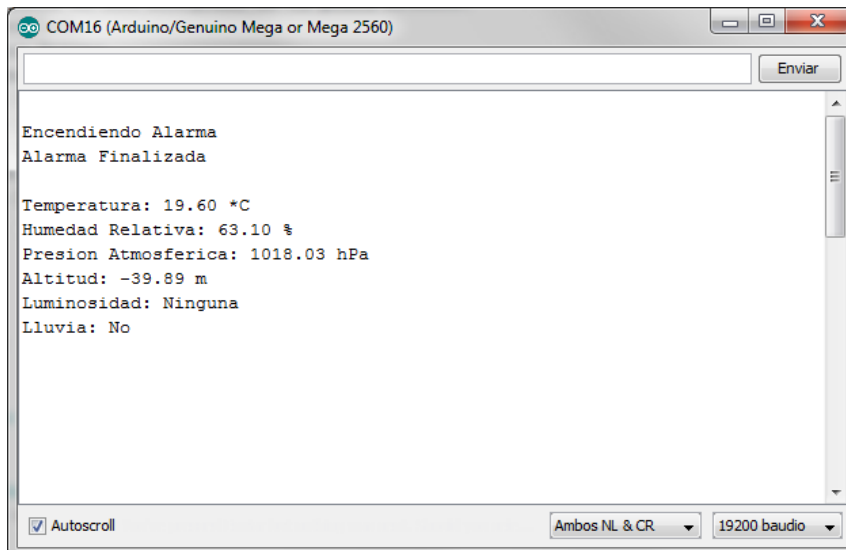 COM16 (Arduino/Genuino Mega or Mega 2560)
Enviar
Encendiendo Alarma
Alarma Finalizada
Temperatura: 19.60 *C
Humedad Relativa: 63.10 %
Presion Atmosferica: 1018.03 hPa
Altitud: -39.89 m
Luminosidad: Ninguna
Lluvia: No
Autoscroll Ambos NL & CR 19200 baudio